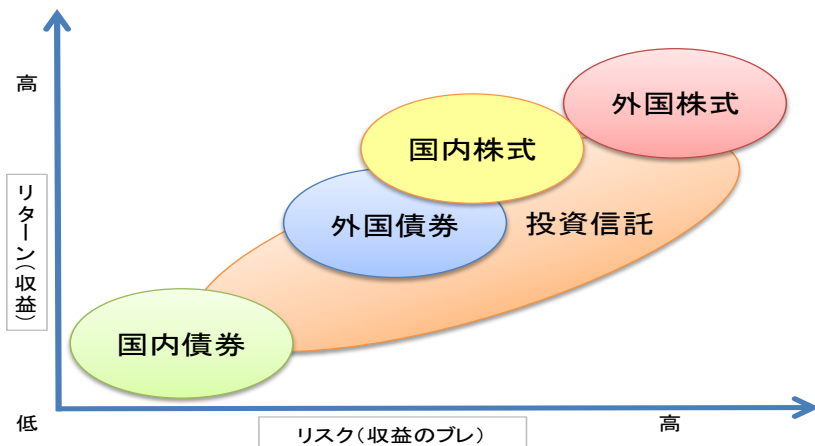 高
外国株式
国内株式
リターン(収益)
外国債券
投資信託
国内債券
低
リスク(収益のブレ)
高